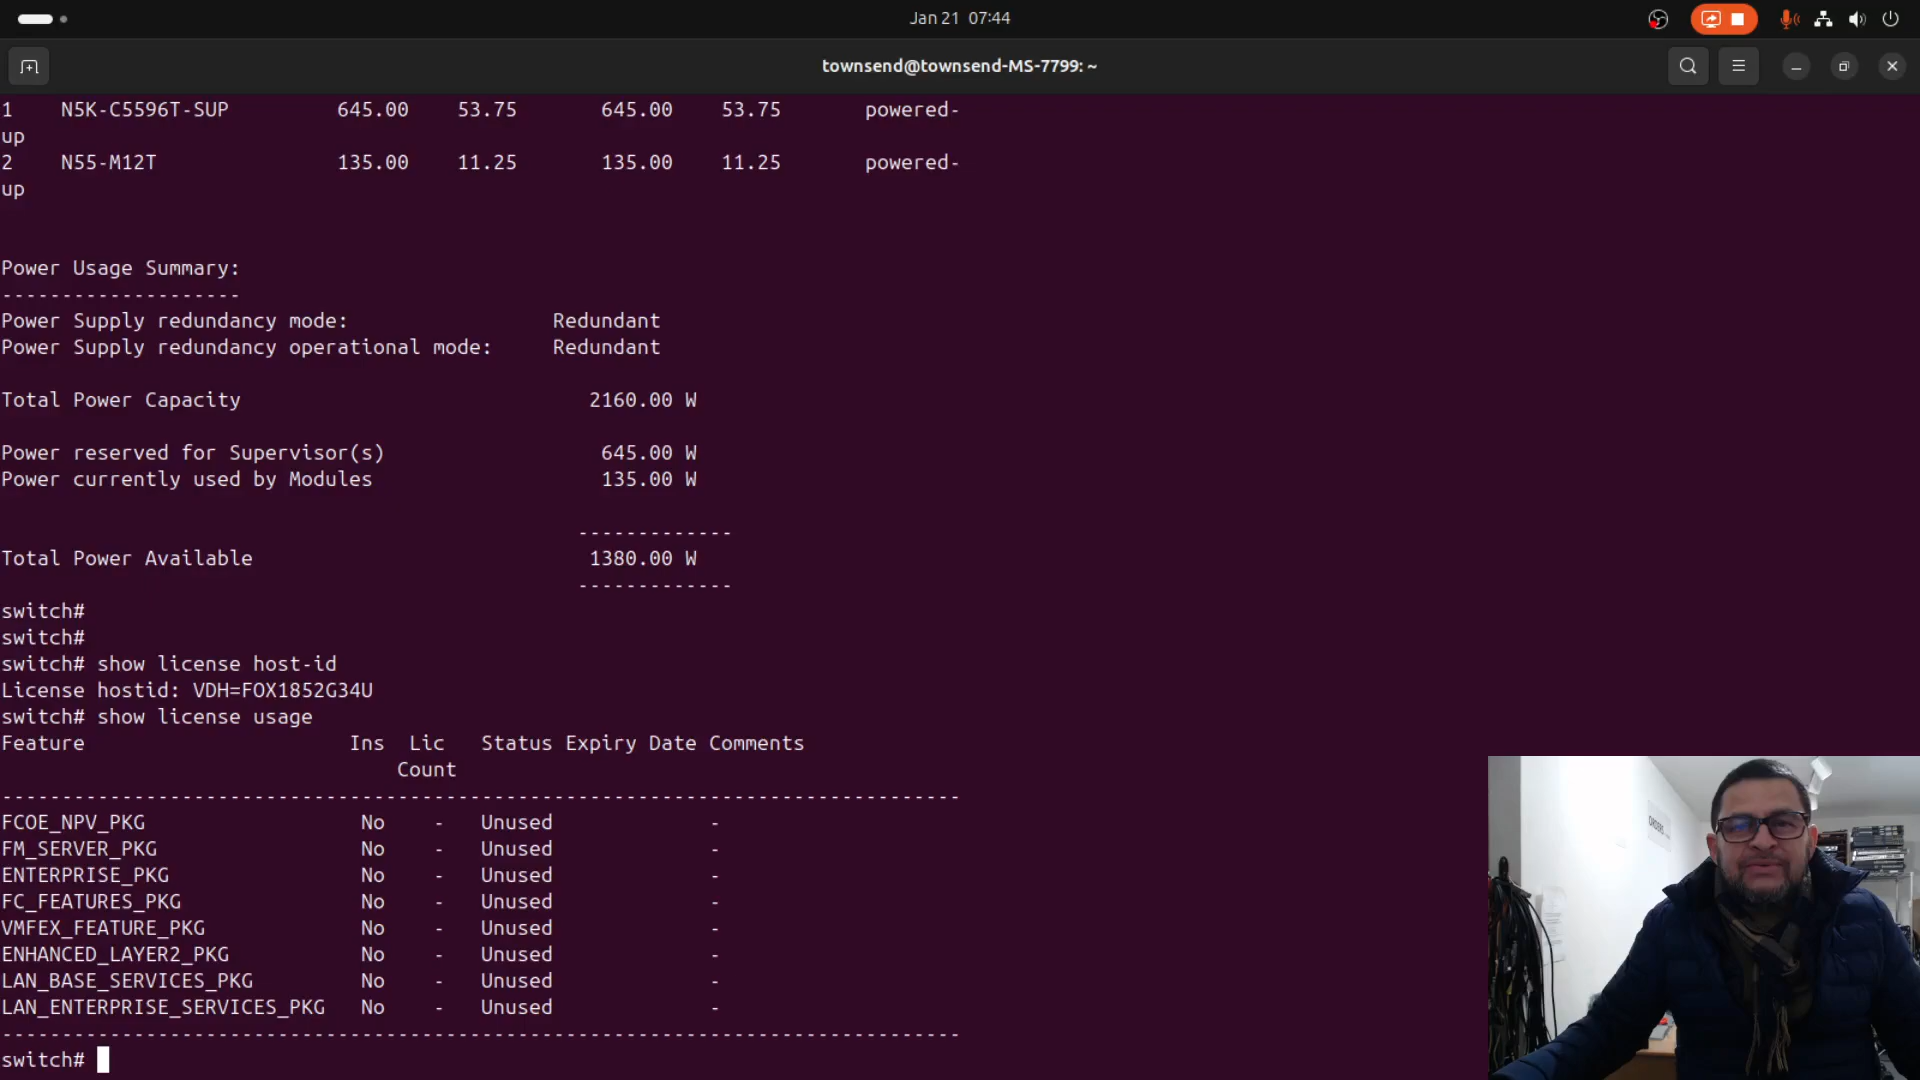 Jan 21 07:44
townsend@townsend-MS-7799: ~
1 N5K-C5596T-SUP 645.00 53.75 645.00 53.75 powered-
up
2 N55-M12T 135.00 11.25 135.00 11.25 powered-
up
Power Usage Summary:
--------------------
Power Supply redundancy mode: Redundant
Power Supply redundancy operational mode: Redundant
Total Power Capacity 2160.00 W
Power reserved for Supervisor(s) 645.00 W
Power currently used by Modules 135.00 W
-------------
Total Power Available 1380.00 W
-------------
switch#
switch#
switch# show license host-id
License hostid: VDH=FOX1852G34U
switch# show license usage
Feature Ins Lic Status Expiry Date Comments
Count
--------------------------------------------------------------------------------
FCOE_NPV_PKG No - Unused -
FM_SERVER_PKG No - Unused -
ENTERPRISE_PKG No - Unused -
FC_FEATURES_PKG No - Unused -
VMFEX_FEATURE_PKG No - Unused -
ENHANCED_LAYER2_PKG No - Unused -
LAN_BASE_SERVICES_PKG No - Unused -
LAN_ENTERPRISE_SERVICES_PKG No - Unused -
--------------------------------------------------------------------------------
switch#
ORDERS